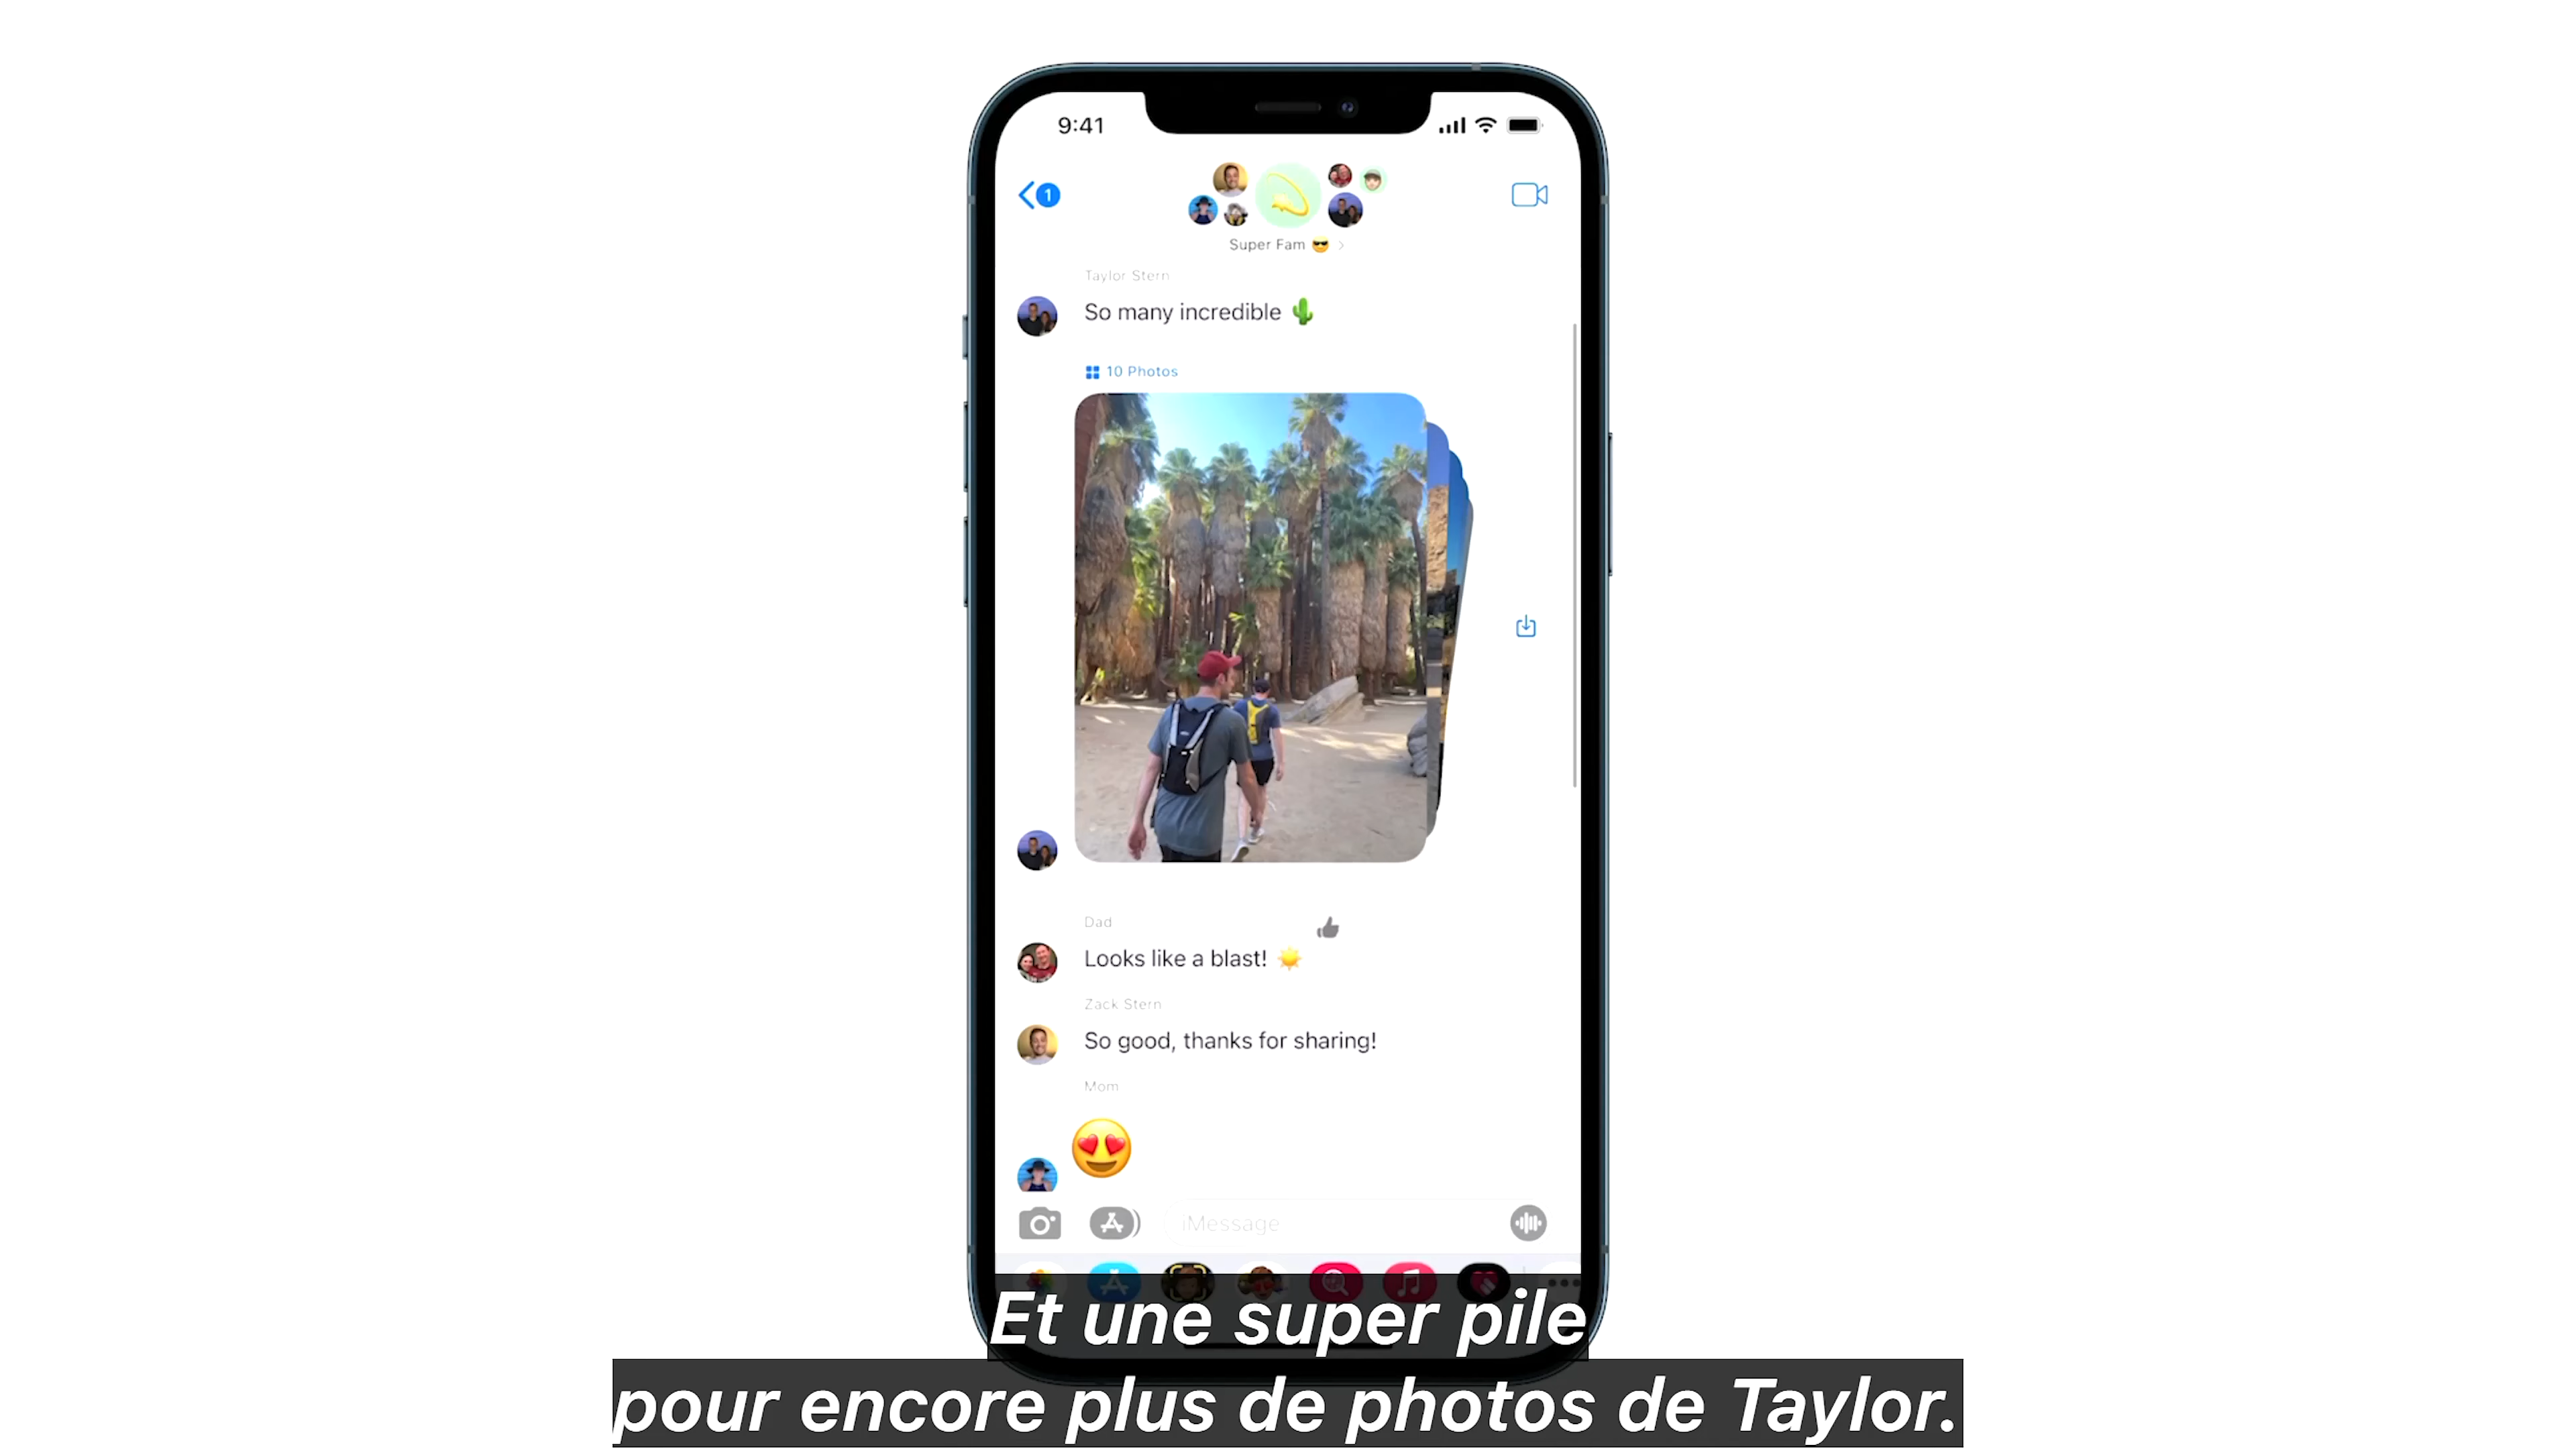 9:41
1
Super Fam 😎 ›
Taylor Stern
So many incredible 🌵
10 Photos
Dad
Looks like a blast! ☀️
Zack Stern
So good, thanks for sharing!
Mom
😍
iMessage
Et une super pile
pour encore plus de photos de Taylor.